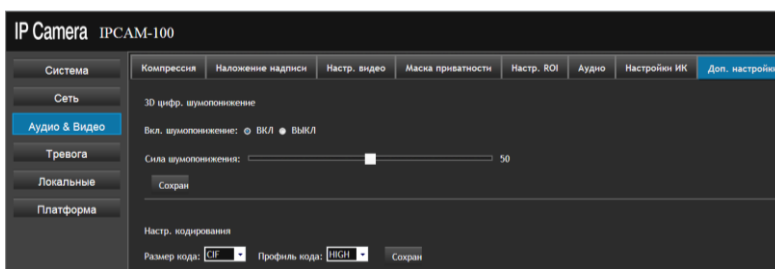 IP Camera IPCAM-100
Компрессия Наложение надписи Настр. видео Маска приватности Настр. ROI Аудио Настройки ИК Доп. настройки
Система
Сеть
Аудио & Видео
Тревога
Локальные
Платформа
3D цифр. шумопонижение
Вкл. шумопонижение: ВКЛ ВЫКЛ
Сила шумопонижения: 50
Сохран
Настр. кодирования
Размер кода: CIF Профиль кода: HIGH Сохран